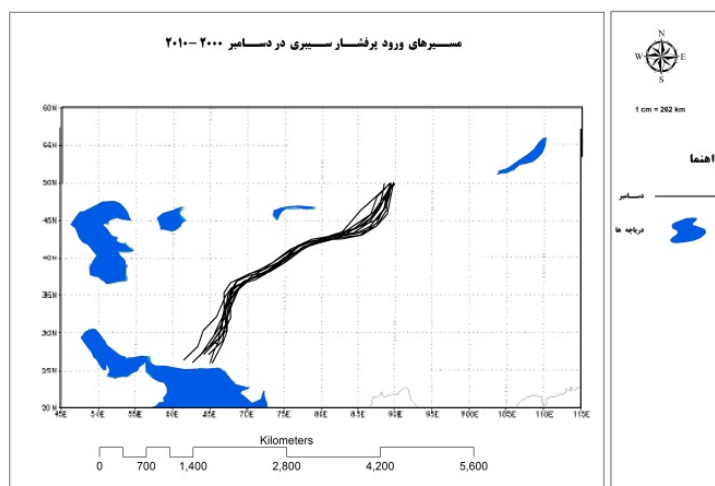 مسیرهای ورود پرفشار سیبری در دسامبر ۲۰۰۰-۲۰۱۰
N
W E
S
1 cm = 262 km
اهنما
دسامبر
دریاچه ها
60N
55N
50N
45N
40N
35N
30N
25N
20N
45E 50E 55E 60E 65E 70E 75E 80E 85E 90E 95E 100E 105E 110E 115E
Kilometers
0 700 1,400 2,800 4,200 5,600